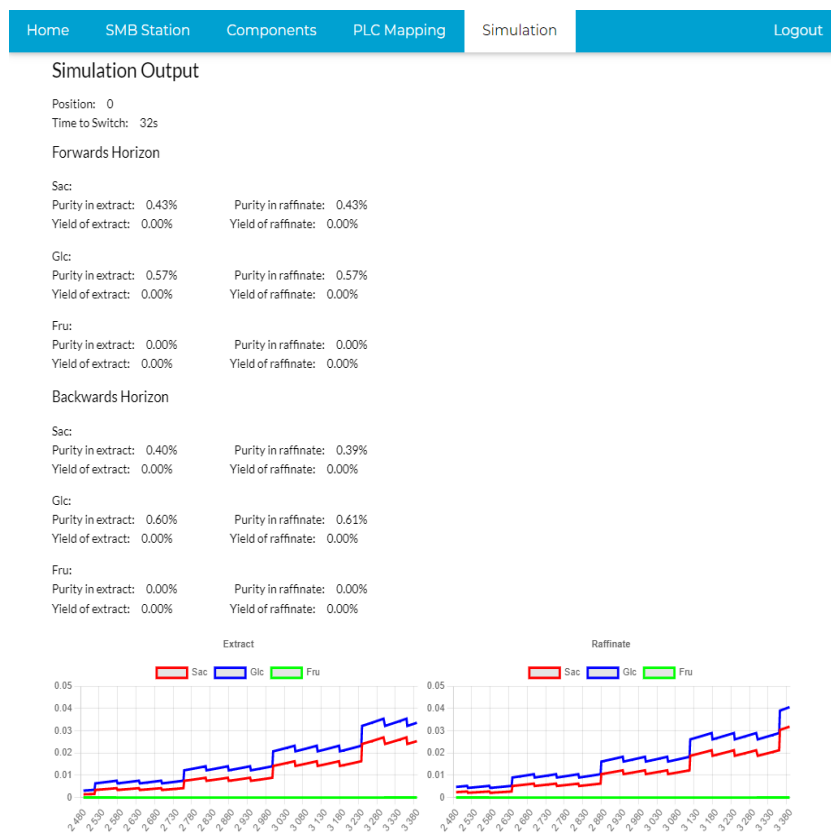 Home SMB Station Components PLC Mapping Simulation Logout
Simulation Output
Position: 0
Time to Switch: 32s
Forwards Horizon
Sac:
Purity in extract: 0.43% Purity in raffinate: 0.43%
Yield of extract: 0.00% Yield of raffinate: 0.00%
Glc:
Purity in extract: 0.57% Purity in raffinate: 0.57%
Yield of extract: 0.00% Yield of raffinate: 0.00%
Fru:
Purity in extract: 0.00% Purity in raffinate: 0.00%
Yield of extract: 0.00% Yield of raffinate: 0.00%
Backwards Horizon
Sac:
Purity in extract: 0.40% Purity in raffinate: 0.39%
Yield of extract: 0.00% Yield of raffinate: 0.00%
Glc:
Purity in extract: 0.60% Purity in raffinate: 0.61%
Yield of extract: 0.00% Yield of raffinate: 0.00%
Fru:
Purity in extract: 0.00% Purity in raffinate: 0.00%
Yield of extract: 0.00% Yield of raffinate: 0.00%
Extract
Sac Glc Fru
0.05
0.04
0.03
0.02
0.01
0
2 480 2 530 2 580 2 630 2 680 2 730 2 780 2 830 2 880 2 930 2 980 3 030 3 080 3 130 3 180 3 230 3 280 3 330 3 380
Raffinate
Sac Glc Fru
0.05
0.04
0.03
0.02
0.01
0
2 480 2 530 2 580 2 630 2 680 2 730 2 780 2 830 2 880 2 930 2 980 3 030 3 080 3 130 3 180 3 230 3 280 3 330 3 380